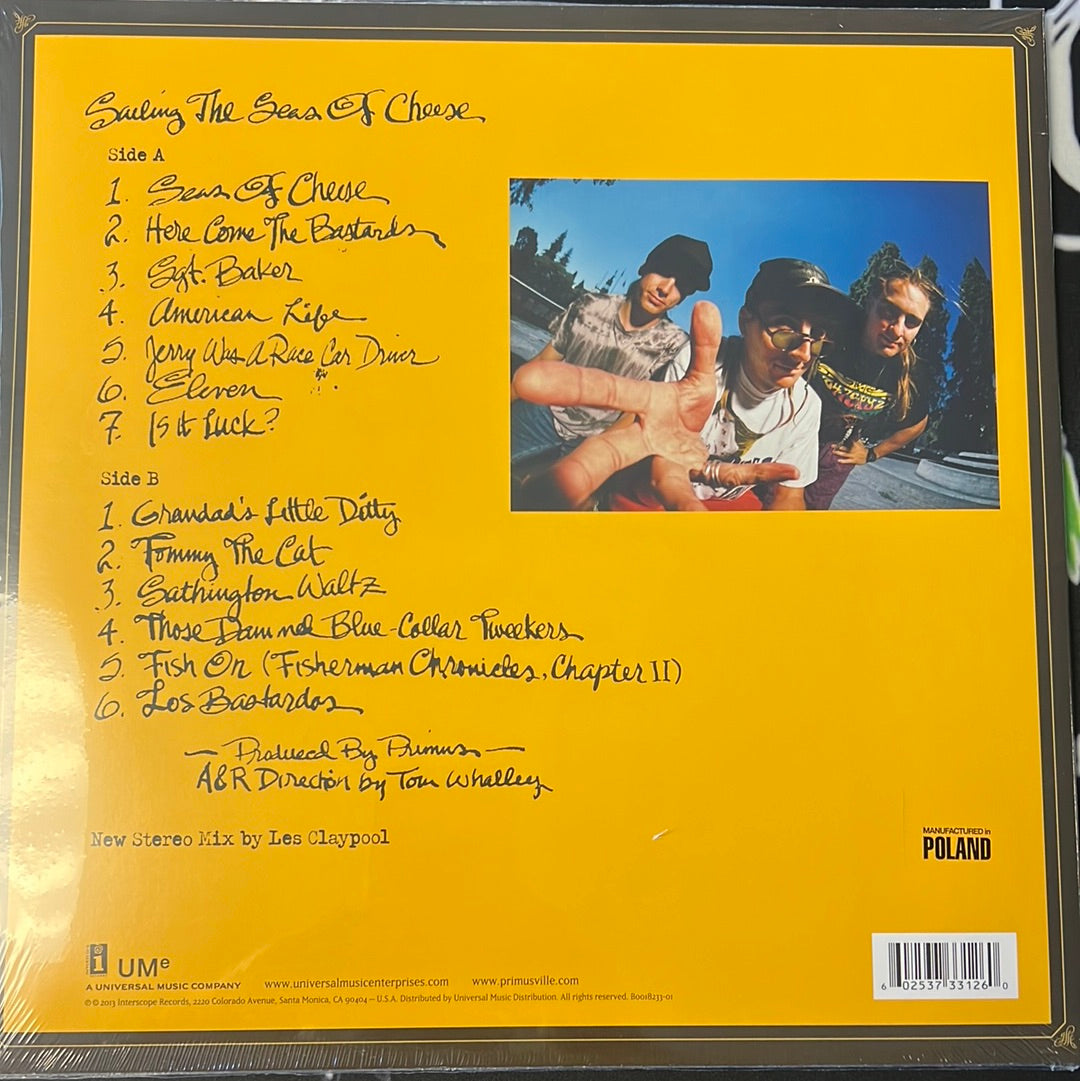 Sailing The Seas Of Cheese
Side A
1. Seas Of Cheese
2. Here Come The Bastards
3. Sgt. Baker
4. American Life
5. Jerry Was A Race Car Driver
6. Eleven
7. Is it Luck?
Side B
1. Grandad's Little Ditty
2. Tommy The Cat
3. Sathington Waltz
4. Those Damned Blue-Collar Tweekers
5. Fish On (Fisherman Chronicles, Chapter II)
6. Los Bastardos
— Produced By Primus —
A&R Direction by Tom Whalley
New Stereo Mix by Les Claypool
MANUFACTURED in
POLAND
i UMe
A UNIVERSAL MUSIC COMPANY www.universalmusicenterprises.com www.primusville.com
℗ © 2013 Interscope Records, 2220 Colorado Avenue, Santa Monica, CA 90404 — U.S.A. Distributed by Universal Music Distribution. All rights reserved. B0018233-01
6 02537 33126 0